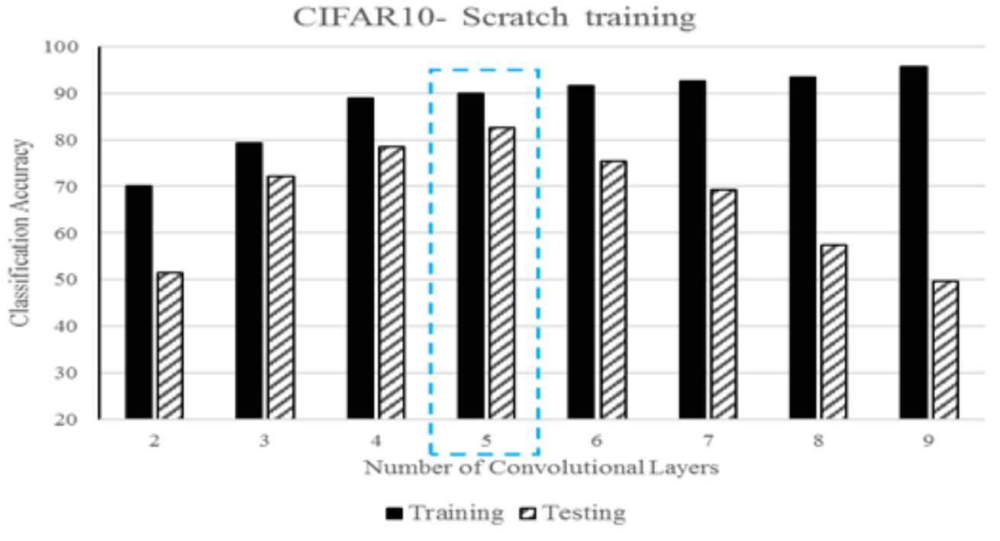 CIFAR10- Scratch training
100
90
80
70
60
50
40
30
20
Classification Accuracy
2 3 4 5 6 7 8 9
Number of Convolutional Layers
Training Testing